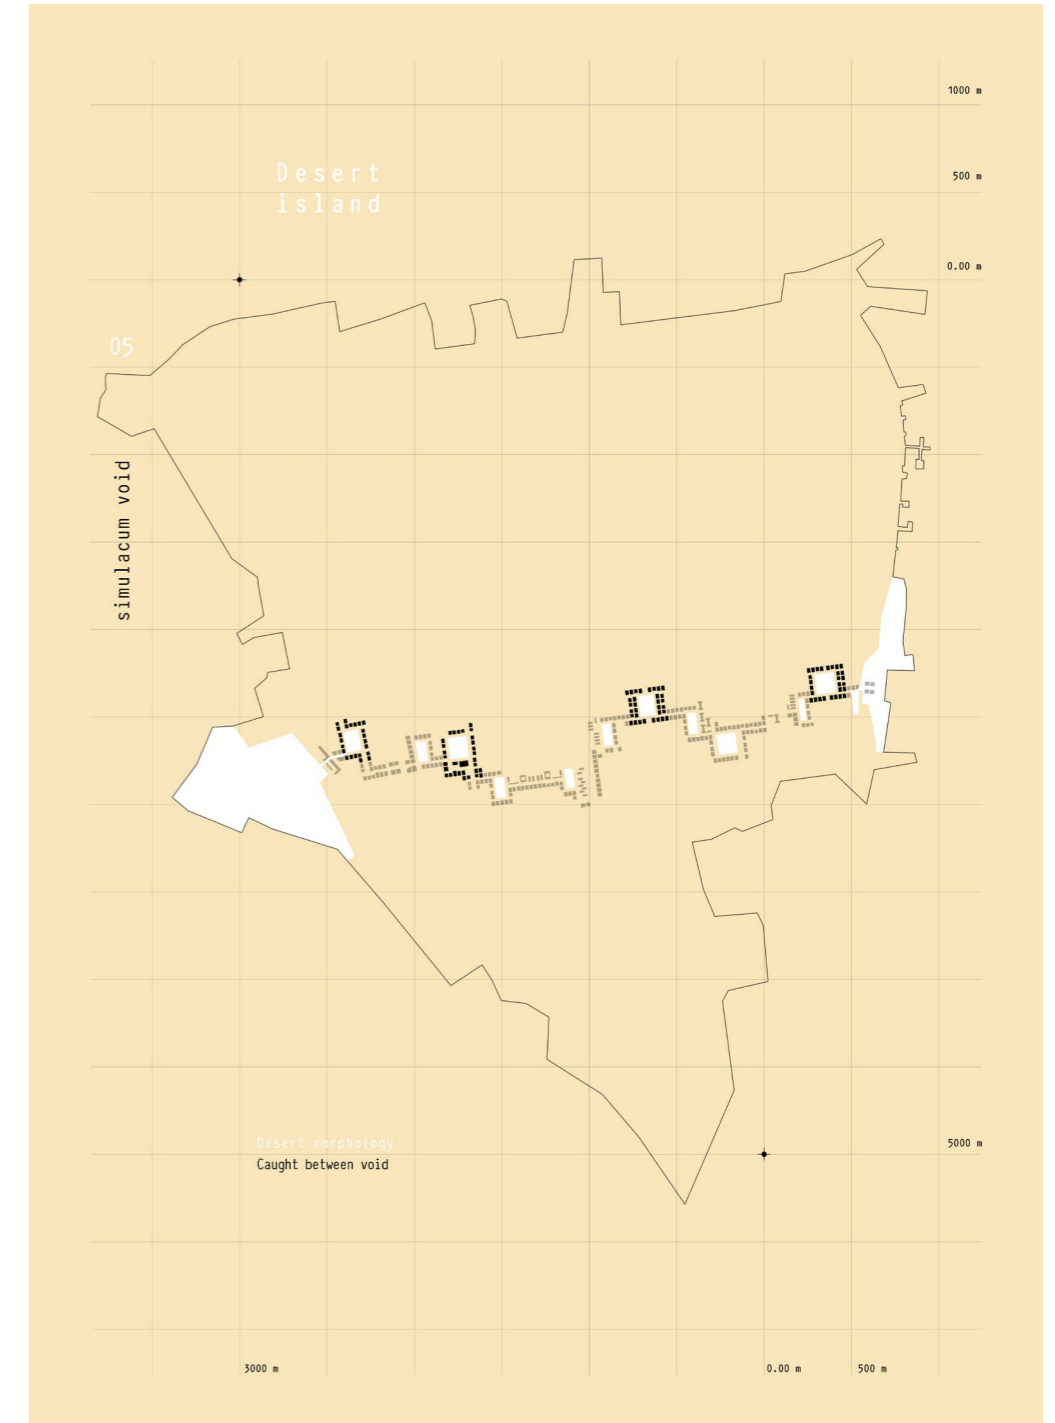 1000 m
Desert
island
500 m
0.00 m
05
simulacum void
Desert morphology
Caught between void
5000 m
3000 m
0.00 m
500 m